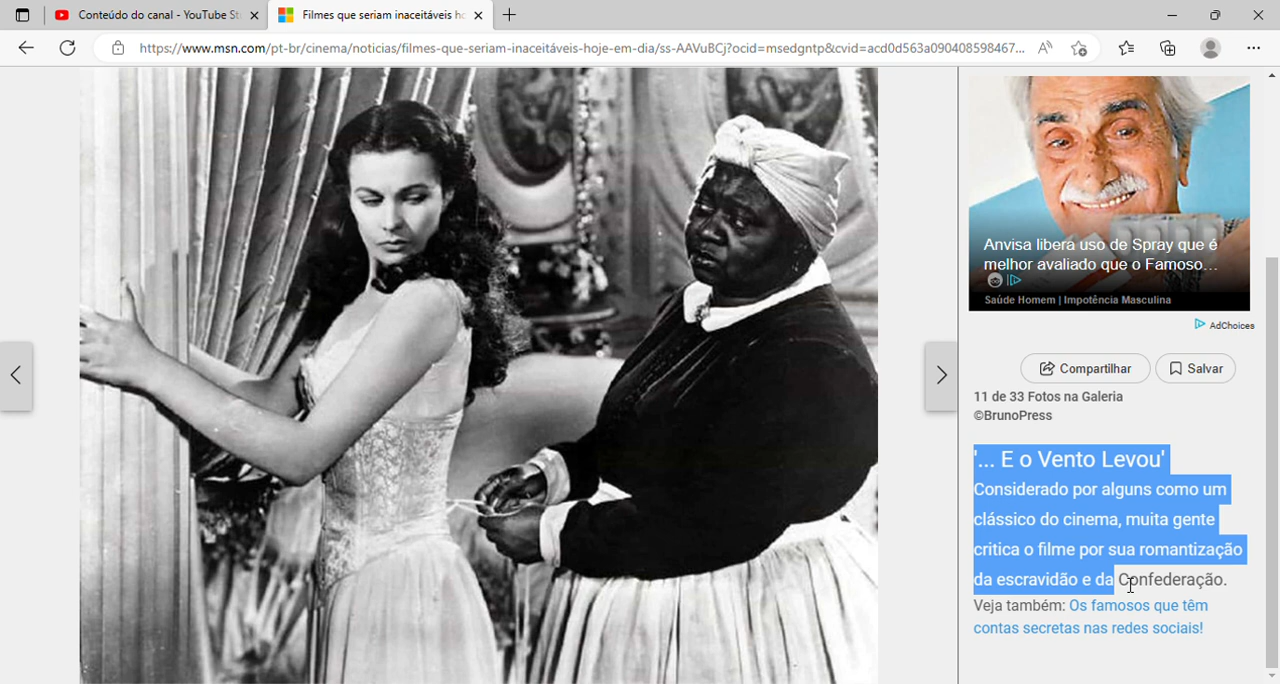 Conteúdo do canal - YouTube St
Filmes que seriam inaceitáveis ho
https://www.msn.com/pt-br/cinema/noticias/filmes-que-seriam-inaceitáveis-hoje-em-dia/ss-AAVuBCj?ocid=msedgntp&cvid=acd0d563a090408598467...
Anvisa libera uso de Spray que é
melhor avaliado que o Famoso...
Saúde Homem | Impotência Masculina
AdChoices
Compartilhar
Salvar
11 de 33 Fotos na Galeria
©BrunoPress
'... E o Vento Levou'
Considerado por alguns como um
clássico do cinema, muita gente
critica o filme por sua romantização
da escravidão e da Confederação.
Veja também: Os famosos que têm
contas secretas nas redes sociais!